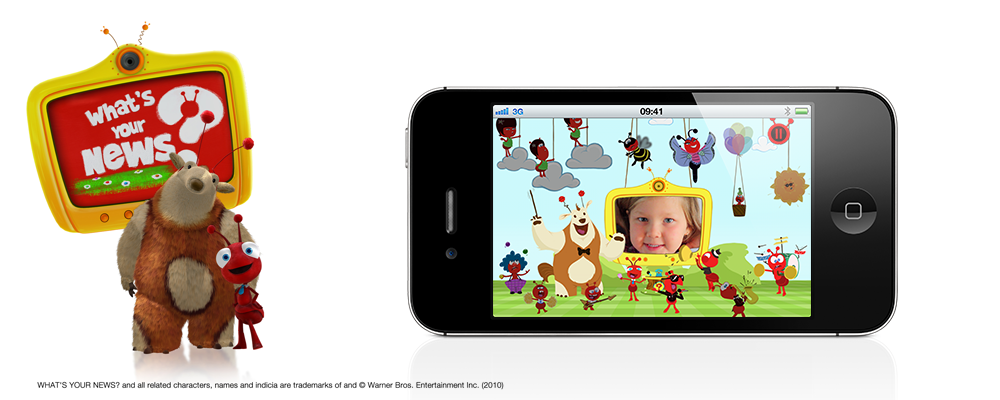 What's
YOUR
NEWS?
3G
09:41
WHAT'S YOUR NEWS? and all related characters, names and indicia are trademarks of and © Warner Bros. Entertainment Inc. (2010)